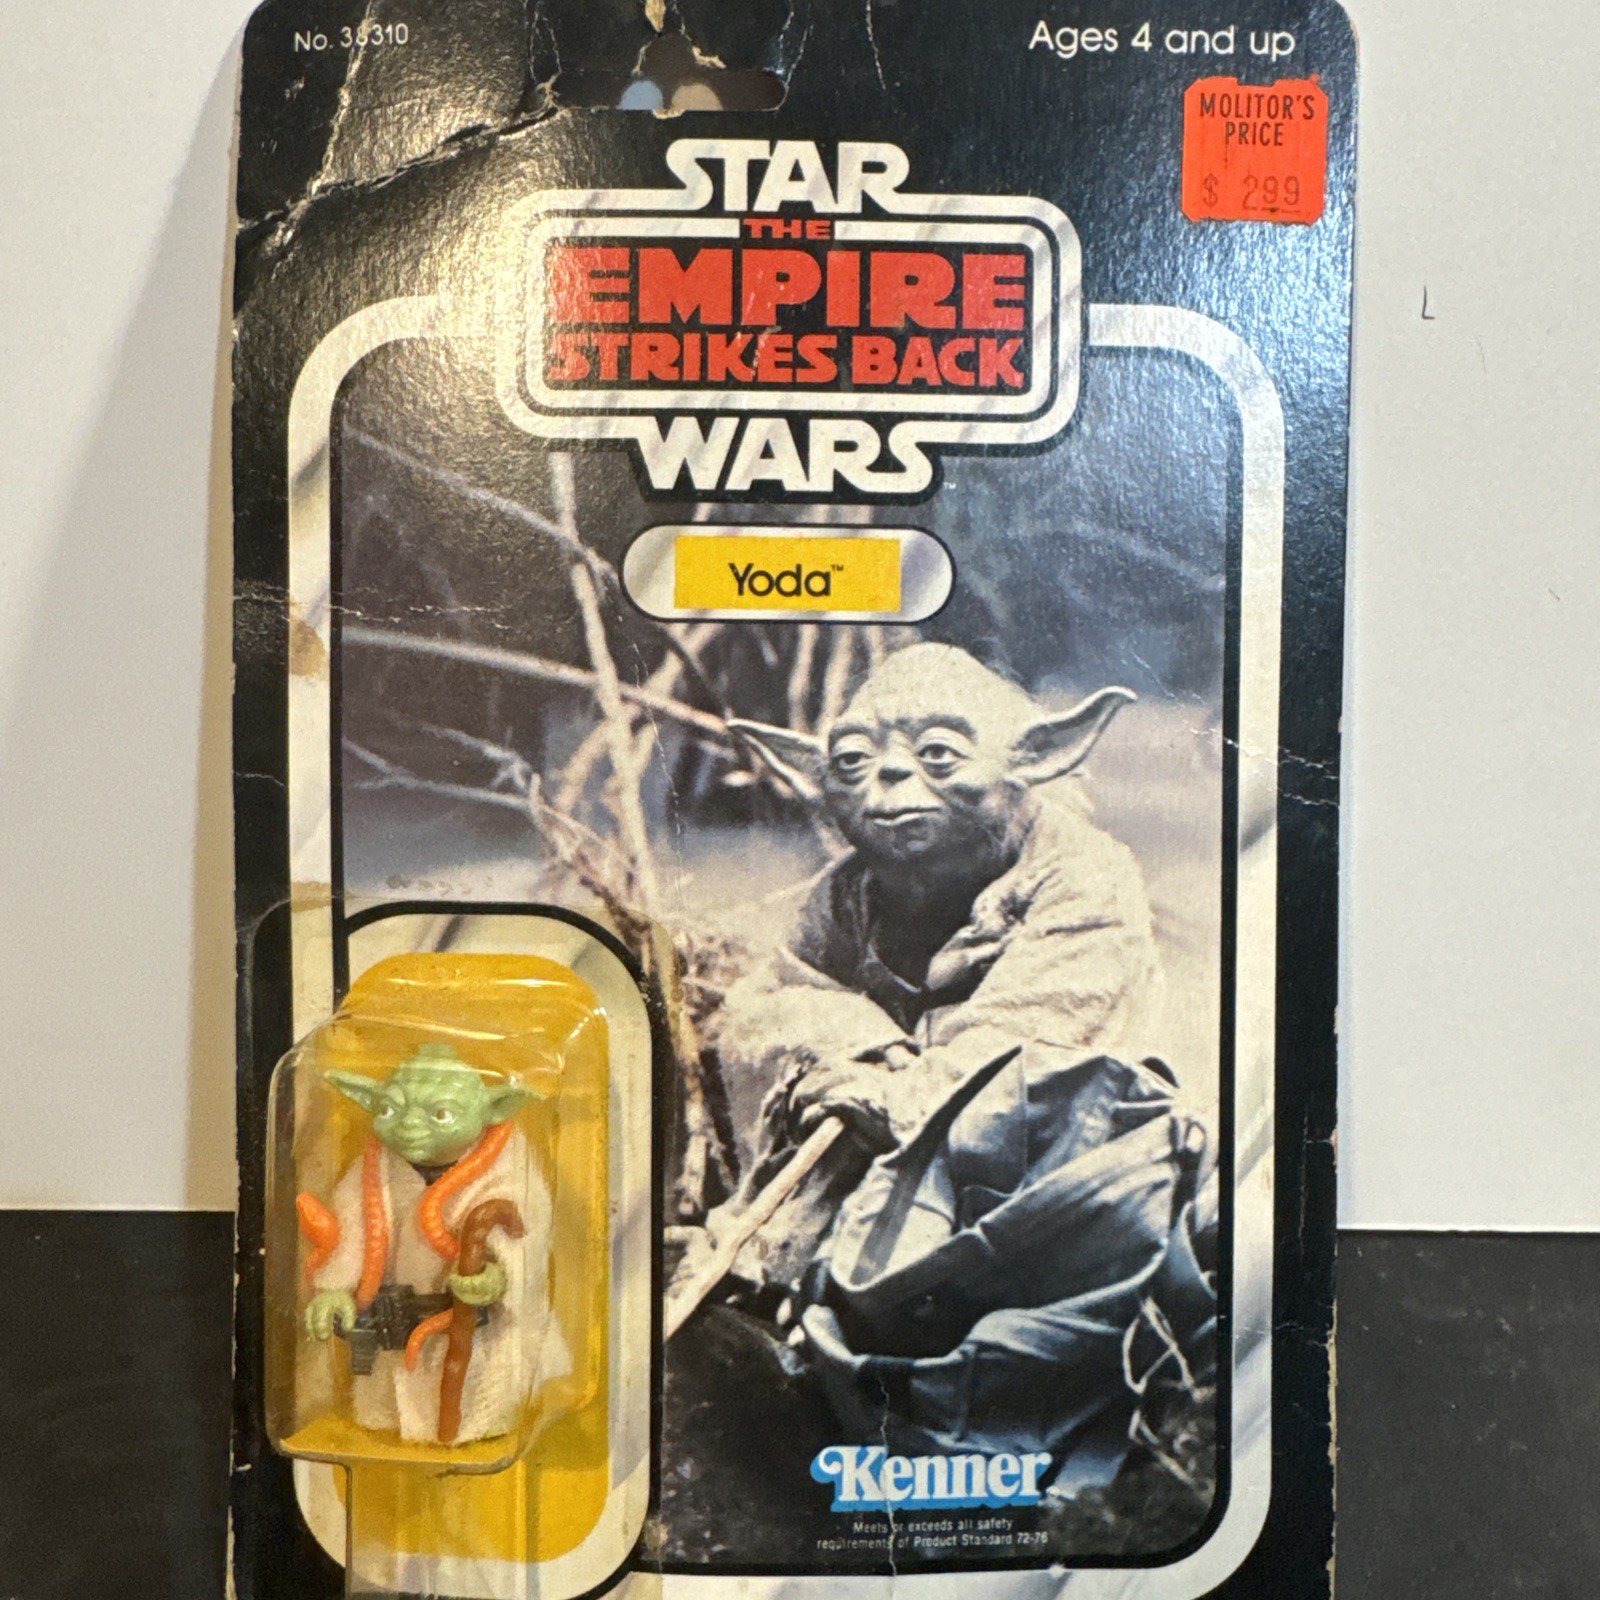 No. 38310
Ages 4 and up
MOLITOR'S
PRICE
$ 2.99
STAR
THE
EMPIRE
STRIKES BACK
WARS™
Yoda™
Kenner
Meets or exceeds all safety
requirements of Product Standard 72-76
L